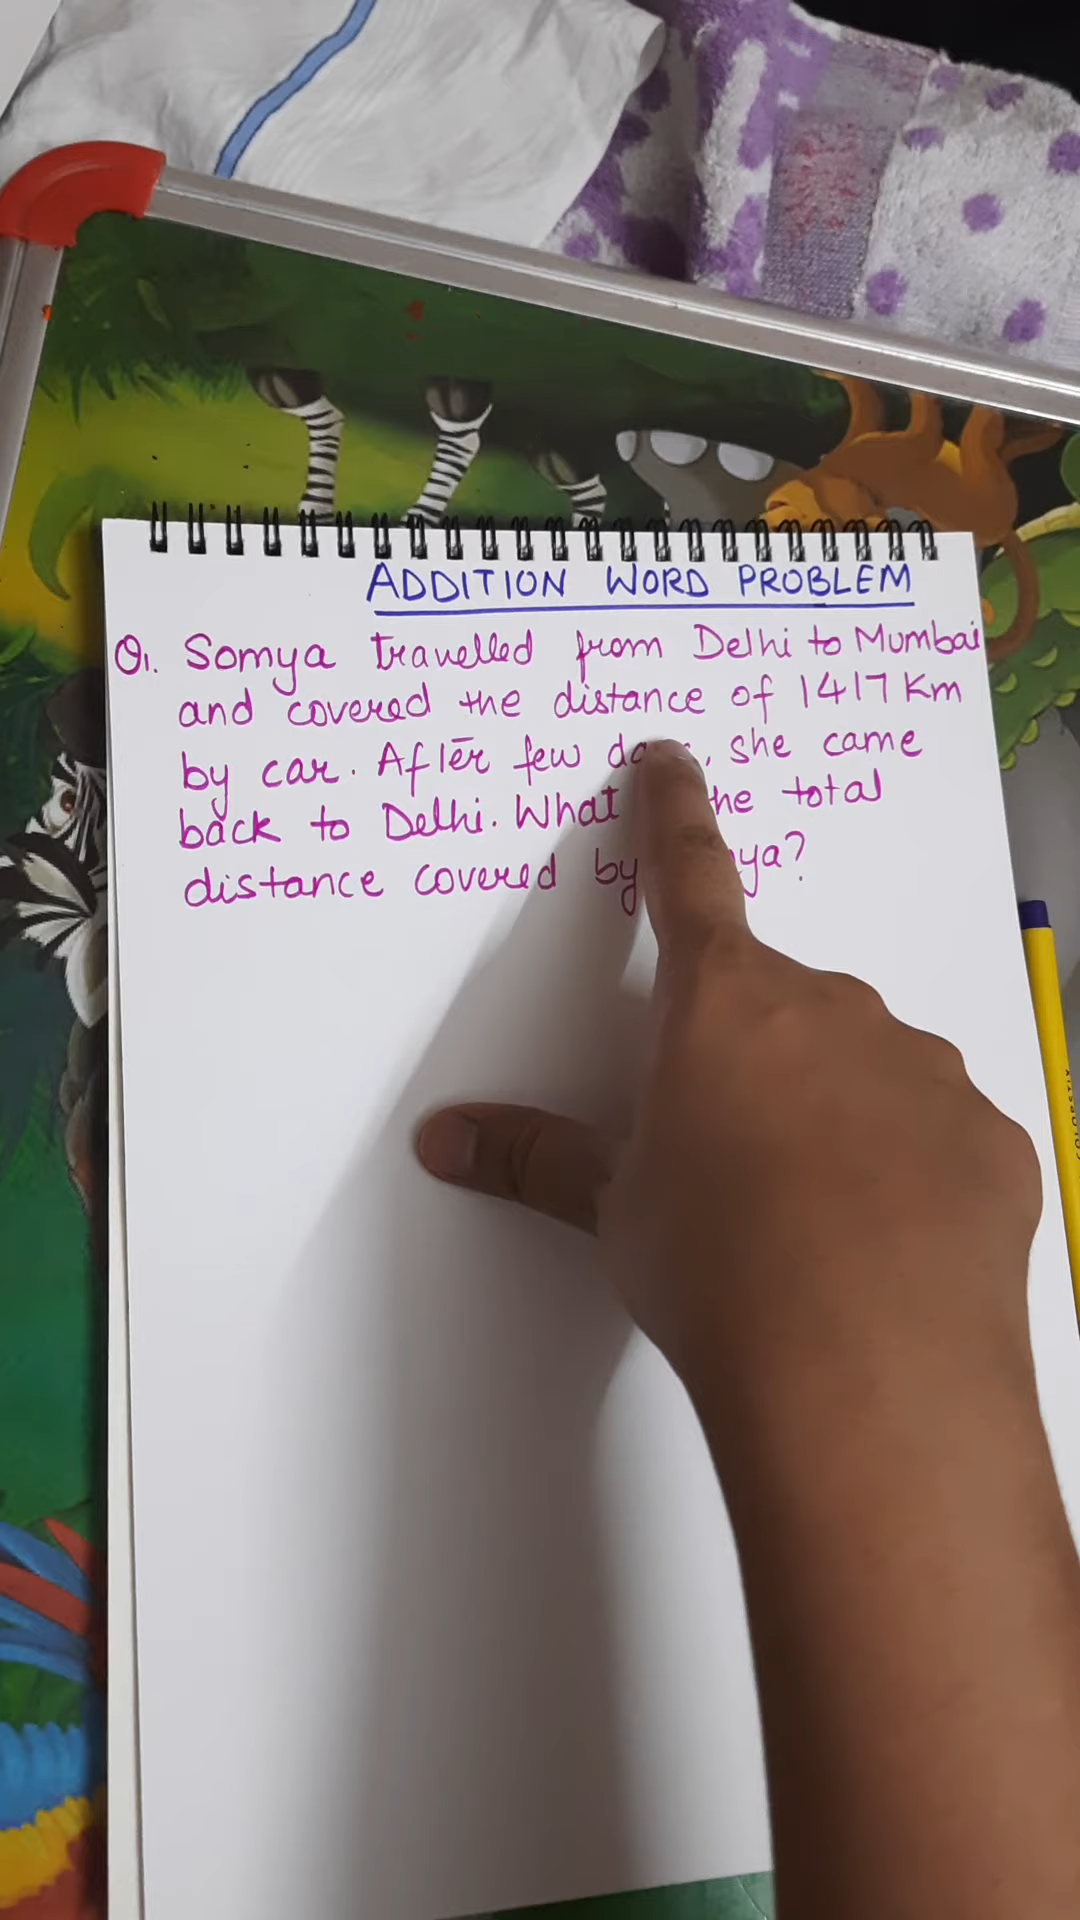 ADDITION WORD PROBLEM
Q1. Somya travelled from Delhi to Mumbai
and covered the distance of 1417 Km
by car. After few , she came
back to Delhi. What the total
distance covered by ?